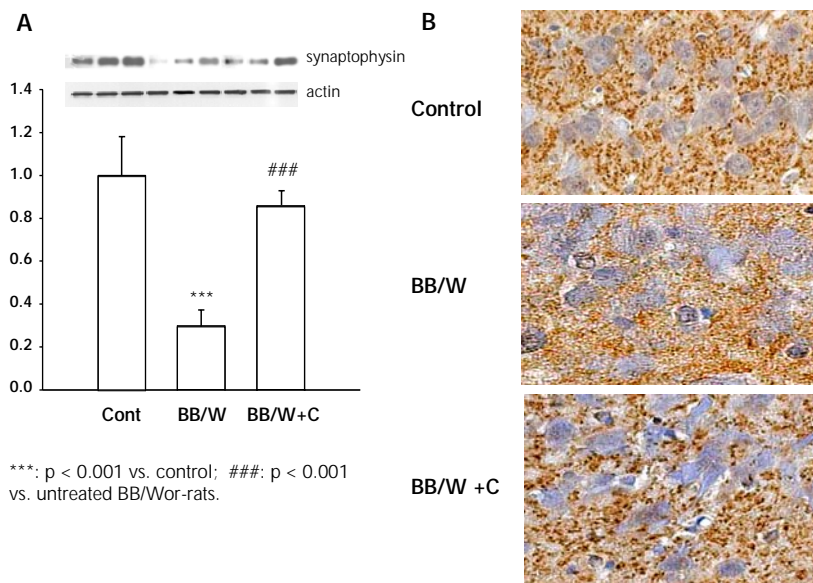 A
synaptophysin
actin
1.4
1.2
1.0
0.8
0.6
0.4
0.2
0.0
###
***
Cont BB/W BB/W+C
***: p < 0.001 vs. control; ###: p < 0.001
vs. untreated BB/Wor-rats.
B
Control
BB/W
BB/W +C